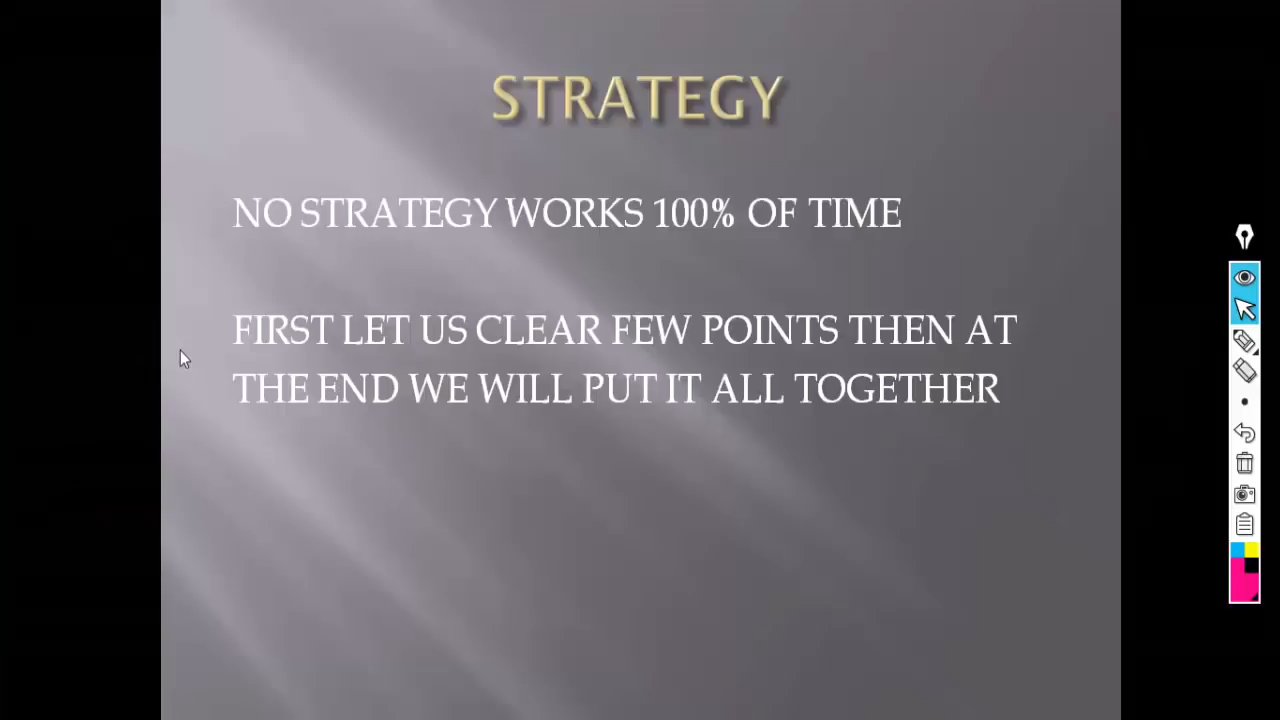 STRATEGY
NO STRATEGY WORKS 100% OF TIME
FIRST LET US CLEAR FEW POINTS THEN AT
THE END WE WILL PUT IT ALL TOGETHER